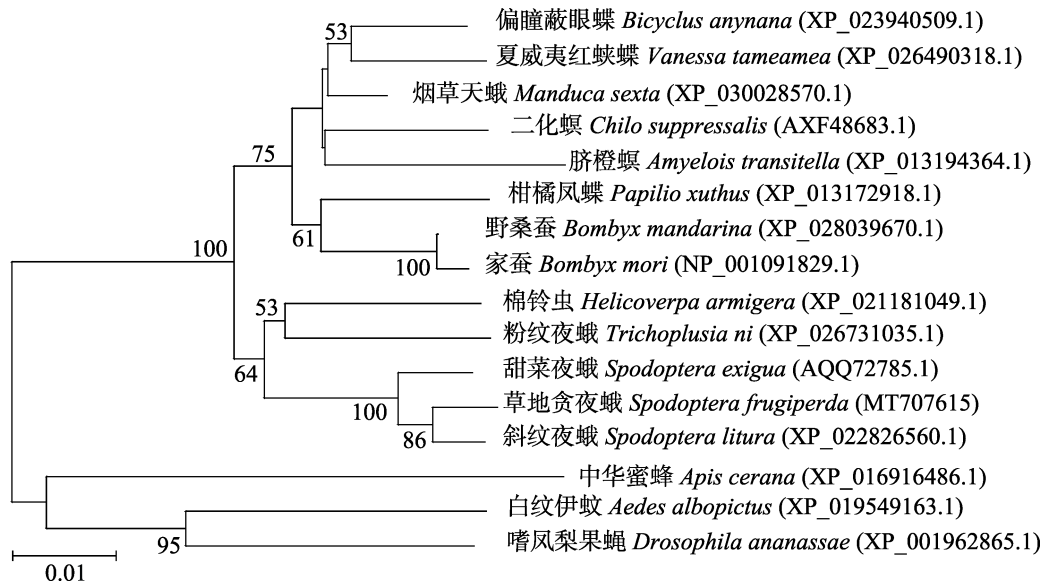 53
偏瞳蔽眼蝶 Bicyclus anynana (XP_023940509.1)
夏威夷红蛱蝶 Vanessa tameamea (XP_026490318.1)
烟草天蛾 Manduca sexta (XP_030028570.1)
二化螟 Chilo suppressalis (AXF48683.1)
75
脐橙螟 Amyelois transitella (XP_013194364.1)
柑橘凤蝶 Papilio xuthus (XP_013172918.1)
野桑蚕 Bombyx mandarina (XP_028039670.1)
61
100
100
家蚕 Bombyx mori (NP_001091829.1)
棉铃虫 Helicoverpa armigera (XP_021181049.1)
53
粉纹夜蛾 Trichoplusia ni (XP_026731035.1)
甜菜夜蛾 Spodoptera exigua (AQQ72785.1)
64
草地贪夜蛾 Spodoptera frugiperda (MT707615)
100
86
斜纹夜蛾 Spodoptera litura (XP_022826560.1)
中华蜜蜂 Apis cerana (XP_016916486.1)
白纹伊蚊 Aedes albopictus (XP_019549163.1)
95
嗜凤梨果蝇 Drosophila ananassae (XP_001962865.1)
0.01